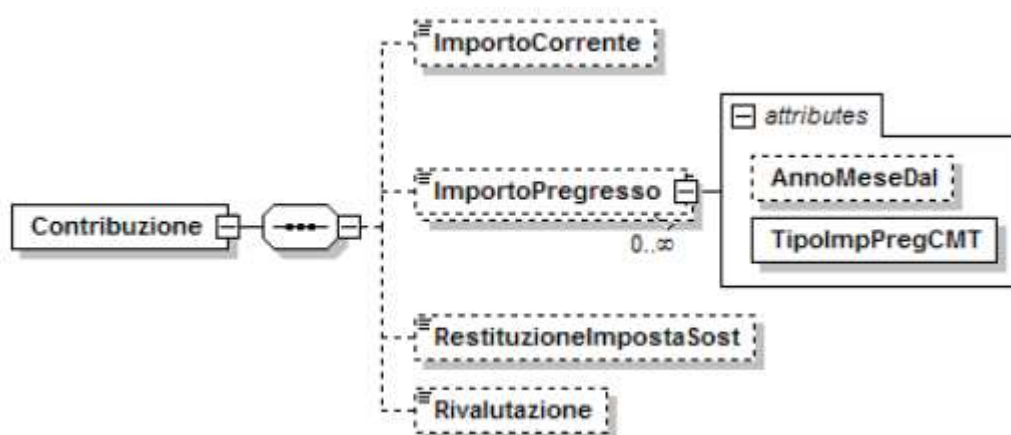 ImportoCorrente
attributes
AnnoMeseDal
ImportoPregresso
Contribuzione
TipoImpPregCMT
0..∞
RestituzioneImpostaSost
Rivalutazione